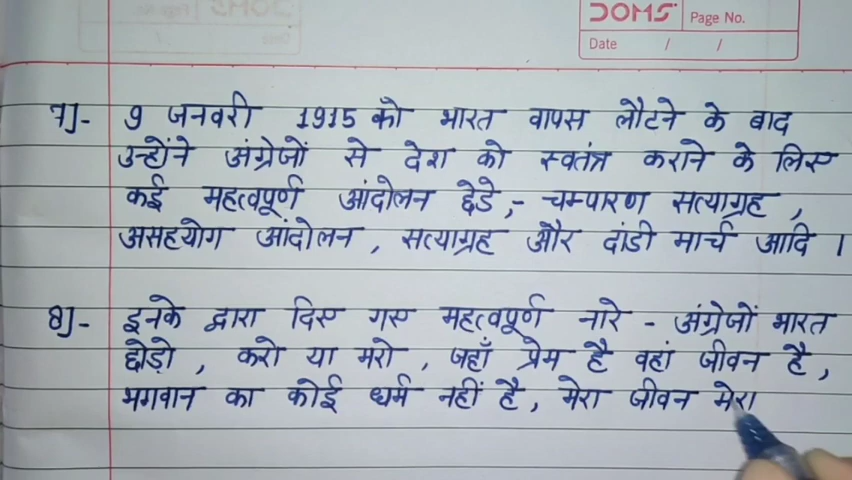 DOMS Page No.
Date / /
7]- 9 जनवरी 1915 को भारत वापस लौटने के बाद
उन्होंने अंग्रेजों से देश को स्वतंत्र कराने के लिए
कई महत्वपूर्ण आंदोलन छेडे,- चम्पारण सत्याग्रह ,
असहयोग आंदोलन , सत्याग्रह और दांडी मार्च आदि ।
8]- इनके द्वारा दिए गए महत्वपूर्ण नारे - अंग्रेजों भारत
छोड़ो , करो या मरो , जहाँ प्रेम है वहां जीवन है,
भगवान का कोई धर्म नहीं है, मेरा जीवन मेरा